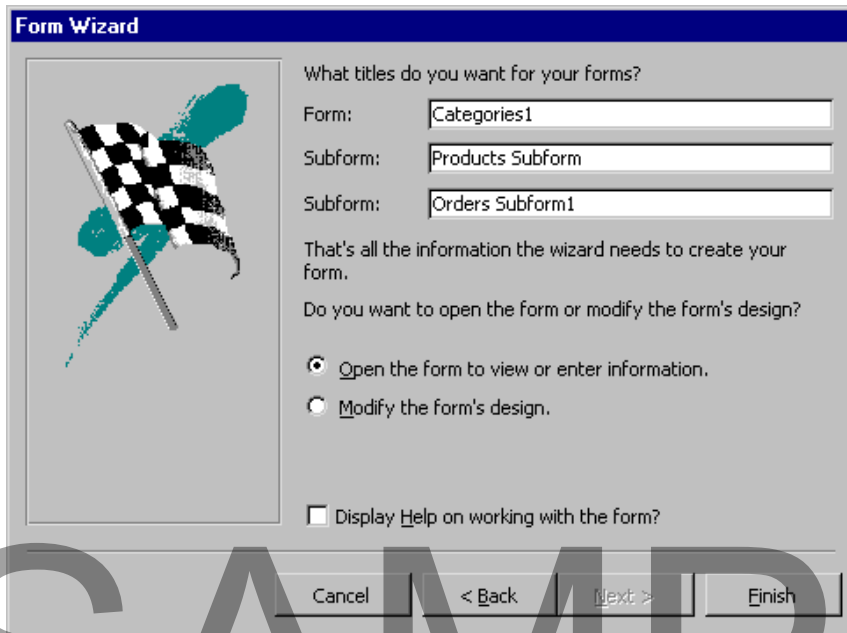 Form Wizard
What titles do you want for your forms?
Form: Categories1
Subform: Products Subform
Subform: Orders Subform1
That's all the information the wizard needs to create your
form.
Do you want to open the form or modify the form's design?
Open the form to view or enter information.
Modify the form's design.
Display Help on working with the form?
Cancel < Back Next > Finish